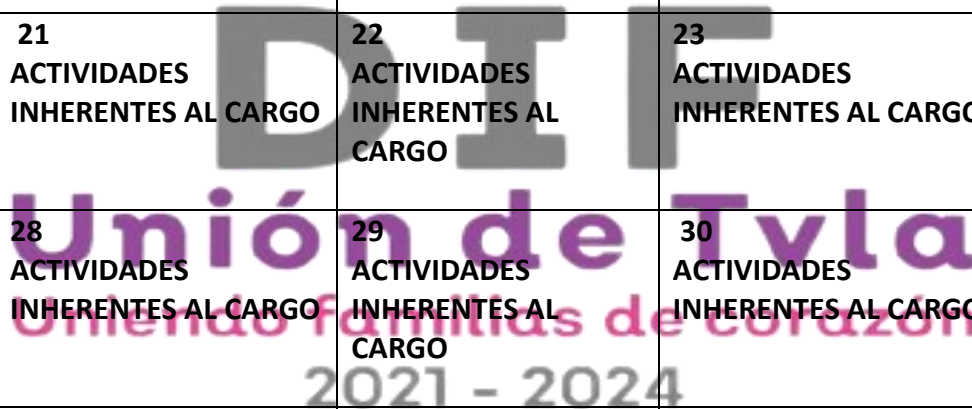 DIF
21
ACTIVIDADES
INHERENTES AL CARGO
22
ACTIVIDADES
INHERENTES AL
CARGO
23
ACTIVIDADES
INHERENTES AL CARGO
Unión de Tvla
28
ACTIVIDADES
INHERENTES AL CARGO
29
ACTIVIDADES
INHERENTES AL
CARGO
30
ACTIVIDADES
INHERENTES AL CARGO
Uniendo familias de corazón
2021 - 2024